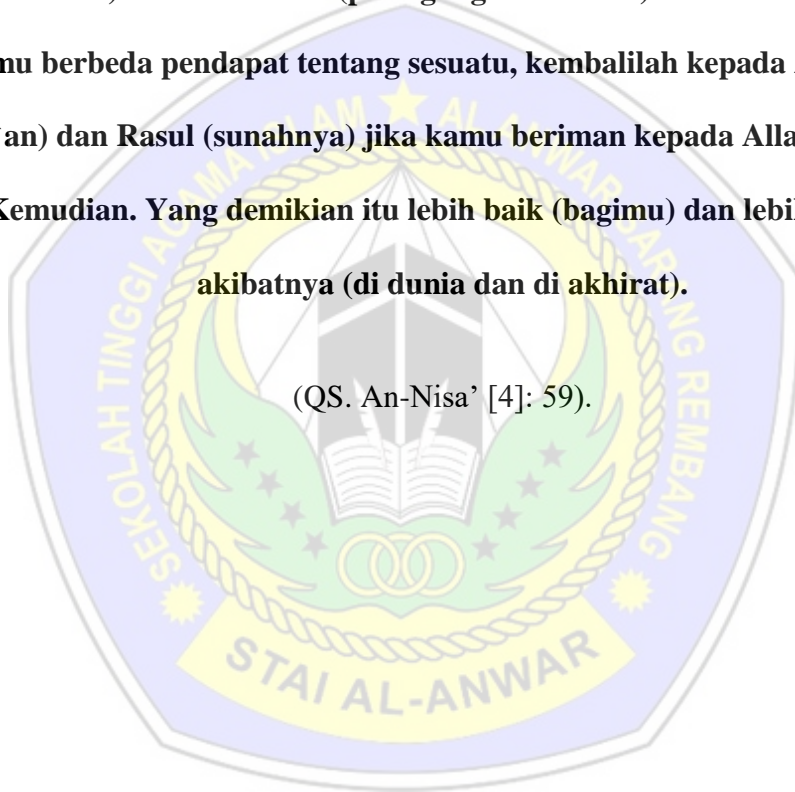 mu berbeda pendapat tentang sesuatu, kembalilah kepada
an) dan Rasul (sunahnya) jika kamu beriman kepada Alla
Kemudian. Yang demikian itu lebih baik (bagimu) dan lebi
akibatnya (di dunia dan di akhirat).
(QS. An-Nisa’ [4]: 59).
SEKOLAH TINGGI AGAMA ISLAM AL-ANWAR SARANG REMBANG
STAI AL-ANWAR